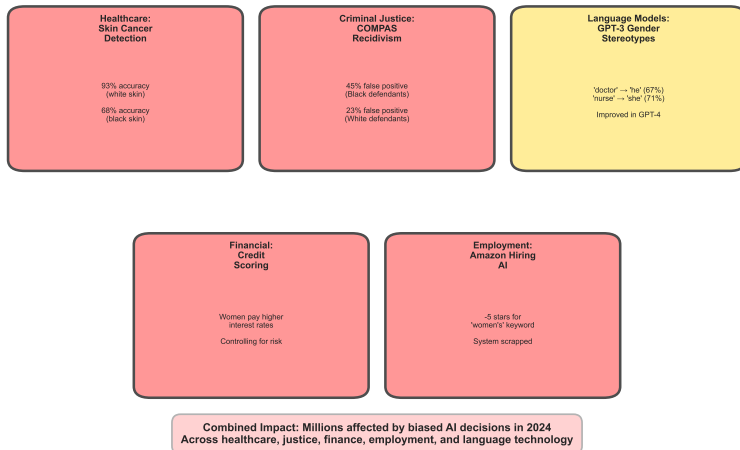 Healthcare:
Skin Cancer
Detection
93% accuracy
(white skin)
68% accuracy
(black skin)
Criminal Justice:
COMPAS
Recidivism
45% false positive
(Black defendants)
23% false positive
(White defendants)
Language Models:
GPT-3 Gender
Stereotypes
'doctor' → 'he' (67%)
'nurse' → 'she' (71%)
Improved in GPT-4
Financial:
Credit
Scoring
Women pay higher
interest rates
Controlling for risk
Employment:
Amazon Hiring
AI
-5 stars for
'women's' keyword
System scrapped
Combined Impact: Millions affected by biased AI decisions in 2024
Across healthcare, justice, finance, employment, and language technology